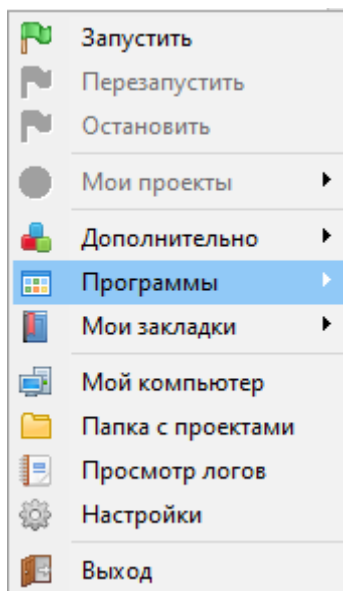 Запустить
Перезапустить
Остановить
Мои проекты
Дополнительно
Программы
Мои закладки
Мой компьютер
Папка с проектами
Просмотр логов
Настройки
Выход